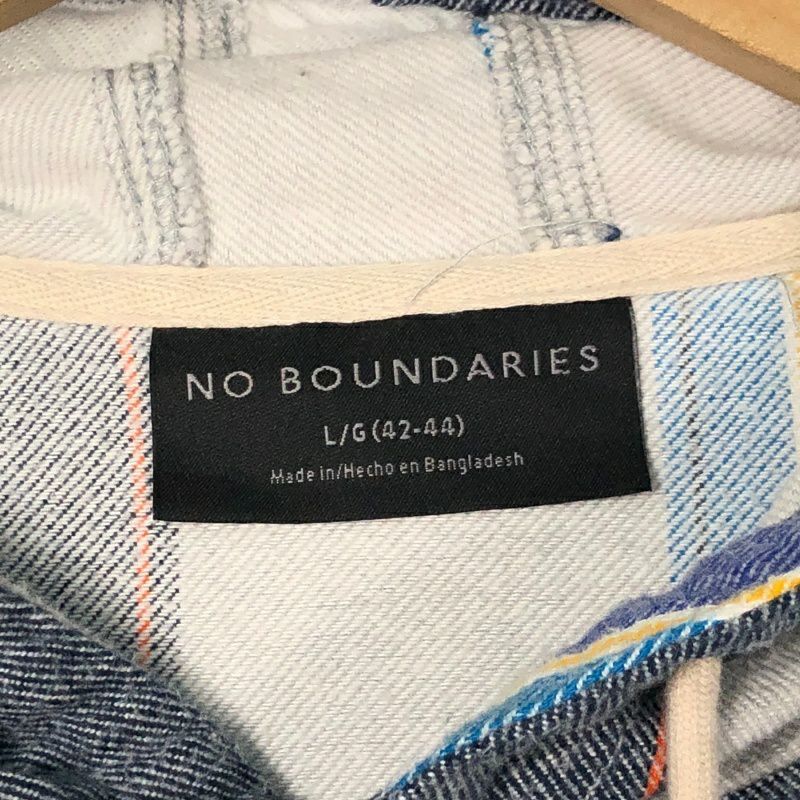 NO BOUNDARIES
L/G (42-44)
Made in/Hecho en Bangladesh